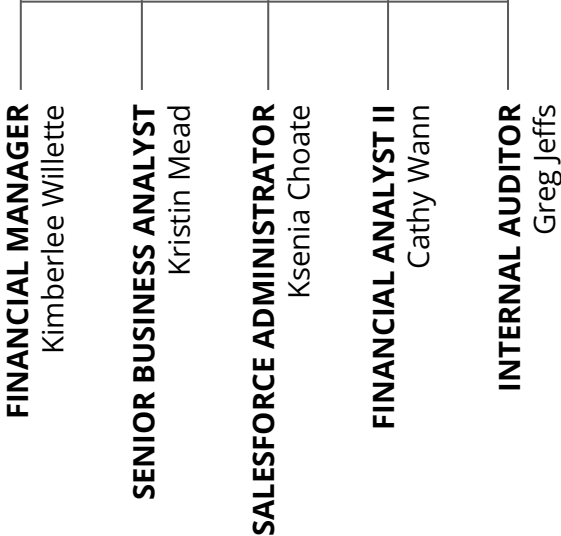 FINANCIAL MANAGER
Kimberlee Willette
SENIOR BUSINESS ANALYST
Kristin Mead
SALESFORCE ADMINISTRATOR
Ksenia Choate
FINANCIAL ANALYST II
Cathy Wann
INTERNAL AUDITOR
Greg Jeffs